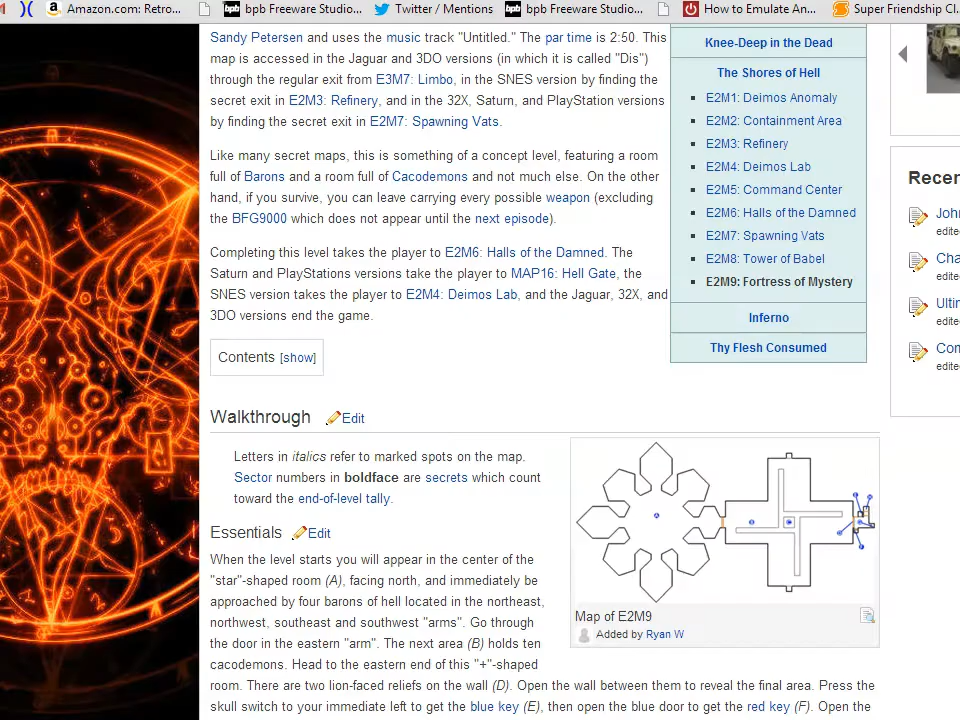 Amazon.com: Retro...
bpb Freeware Studio...
Twitter / Mentions
bpb Freeware Studio...
How to Emulate An...
Super Friendship Cl
Sandy Petersen and uses the music track "Untitled." The par time is 2:50. This
map is accessed in the Jaguar and 3DO versions (in which it is called "Dis")
through the regular exit from E3M7: Limbo, in the SNES version by finding the
secret exit in E2M3: Refinery, and in the 32X, Saturn, and PlayStation versions
by finding the secret exit in E2M7: Spawning Vats.
Like many secret maps, this is something of a concept level, featuring a room
full of Barons and a room full of Cacodemons and not much else. On the other
hand, if you survive, you can leave carrying every possible weapon (excluding
the BFG9000 which does not appear until the next episode).
Completing this level takes the player to E2M6: Halls of the Damned. The
Saturn and PlayStations versions take the player to MAP16: Hell Gate, the
SNES version takes the player to E2M4: Deimos Lab, and the Jaguar, 32X, and
3DO versions end the game.
Contents [show]
Knee-Deep in the Dead
The Shores of Hell
E2M1: Deimos Anomaly
E2M2: Containment Area
E2M3: Refinery
E2M4: Deimos Lab
E2M5: Command Center
E2M6: Halls of the Damned
E2M7: Spawning Vats
E2M8: Tower of Babel
E2M9: Fortress of Mystery
Inferno
Thy Flesh Consumed
Recen
John
edite
Cha
edite
Ultin
edite
Con
edite
Walkthrough Edit
Letters in italics refer to marked spots on the map.
Sector numbers in boldface are secrets which count
toward the end-of-level tally.
Essentials Edit
When the level starts you will appear in the center of the
"star"-shaped room (A), facing north, and immediately be
approached by four barons of hell located in the northeast,
northwest, southeast and southwest "arms". Go through
the door in the eastern "arm". The next area (B) holds ten
cacodemons. Head to the eastern end of this "+"-shaped
room. There are two lion-faced reliefs on the wall (D). Open the wall between them to reveal the final area. Press the
skull switch to your immediate left to get the blue key (E), then open the blue door to get the red key (F). Open the
Map of E2M9
Added by Ryan W